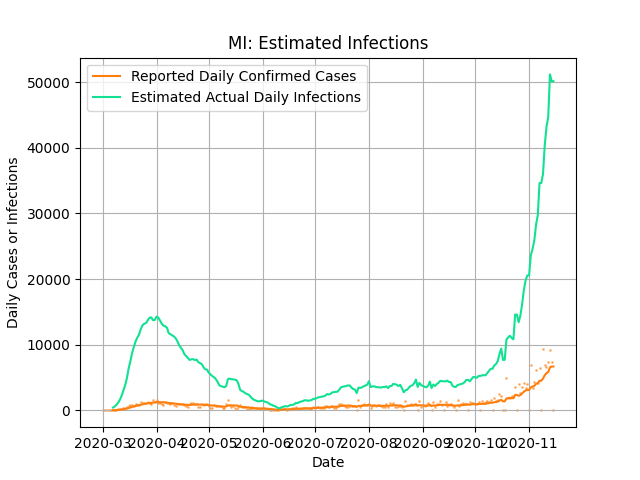 MI: Estimated Infections
Reported Daily Confirmed Cases
Estimated Actual Daily Infections
Daily Cases or Infections
50000
40000
30000
20000
10000
0
2020-03 2020-04 2020-05 2020-06 2020-07 2020-08 2020-09 2020-10 2020-11
Date